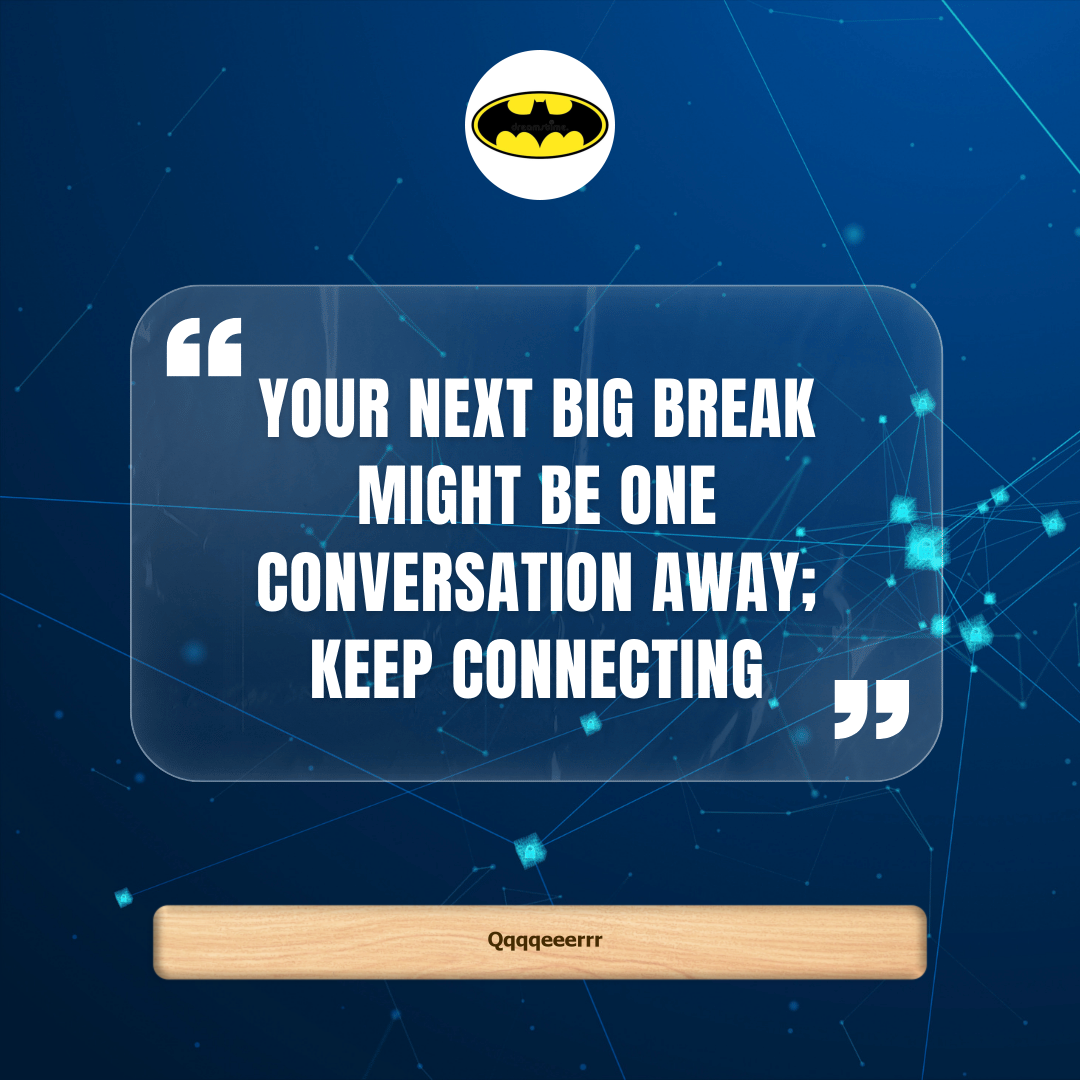 “
YOUR NEXT BIG BREAK
MIGHT BE ONE
CONVERSATION AWAY;
KEEP CONNECTING
”
Qqqqeeerrr